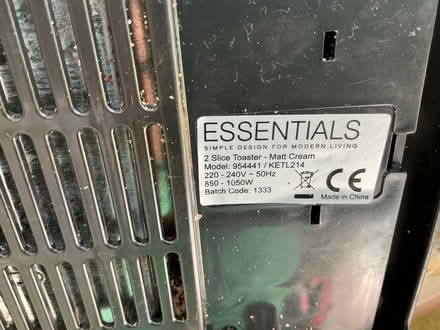 ESSENTIALS
SIMPLE DESIGN FOR MODERN LIVING
2 Slice Toaster - Matt Cream
Model: 954441 / KETL214
220 - 240V ~ 50Hz
850 - 1050W
Batch Code: 1333
CE
Made in China